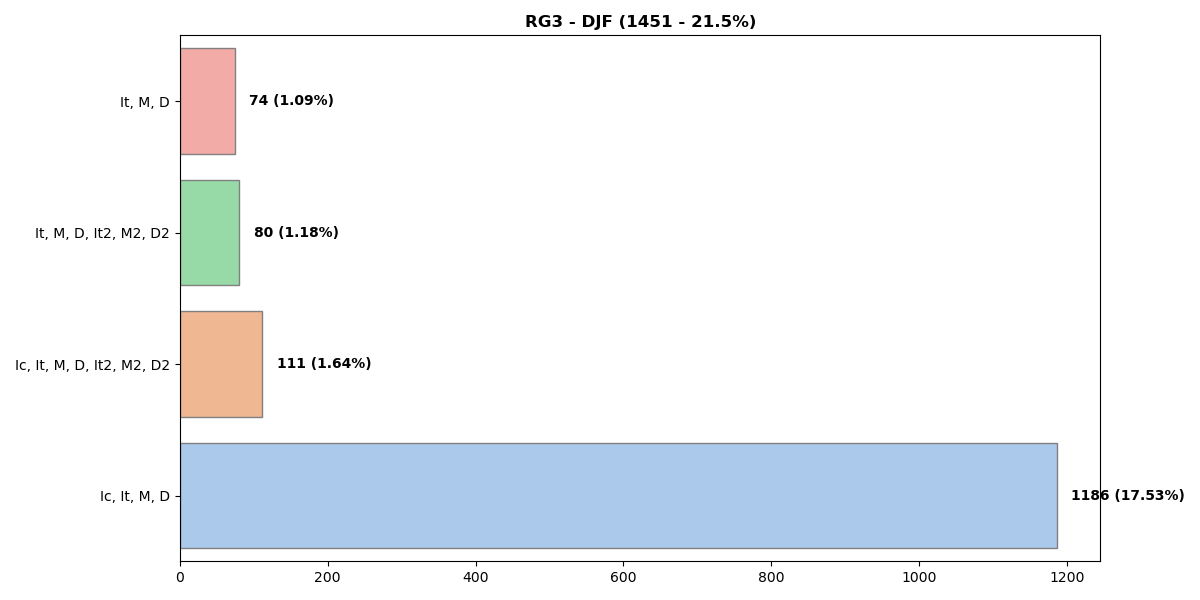 RG3 - DJF (1451 - 21.5%)
It, M, D
74 (1.09%)
It, M, D, It2, M2, D2
80 (1.18%)
Ic, It, M, D, It2, M2, D2
111 (1.64%)
Ic, It, M, D
1186 (17.53%)
0
200
400
600
800
1000
1200